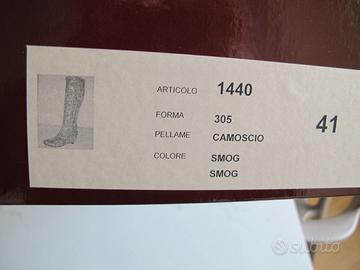 ARTICOLO 1440
FORMA 305
41
PELLAME CAMOSCIO
COLORE SMOG
SMOG
subito